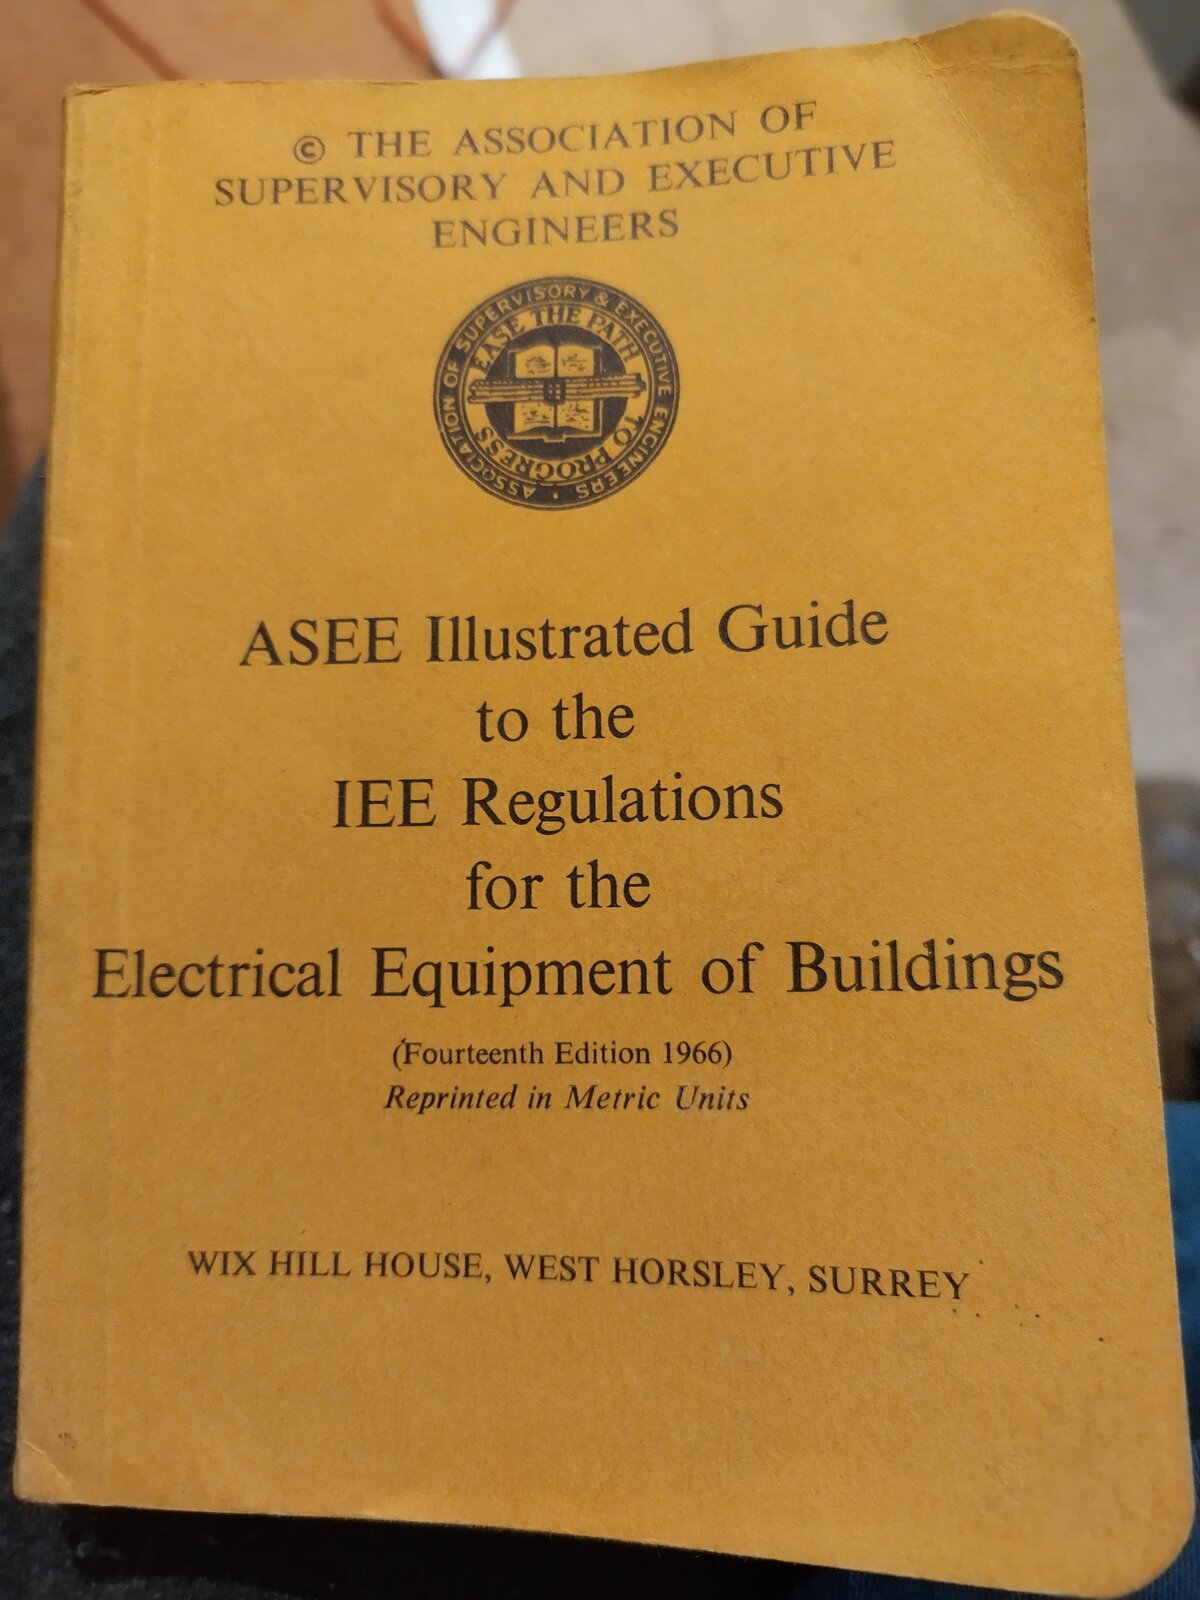 © THE ASSOCIATION OF
SUPERVISORY AND EXECUTIVE
ENGINEERS
ASSOCIATION OF SUPERVISORY & EXECUTIVE ENGINEERS
EASE THE PATH
TO PROGRESS
ASEE Illustrated Guide
to the
IEE Regulations
for the
Electrical Equipment of Buildings
(Fourteenth Edition 1966)
Reprinted in Metric Units
WIX HILL HOUSE, WEST HORSLEY, SURREY